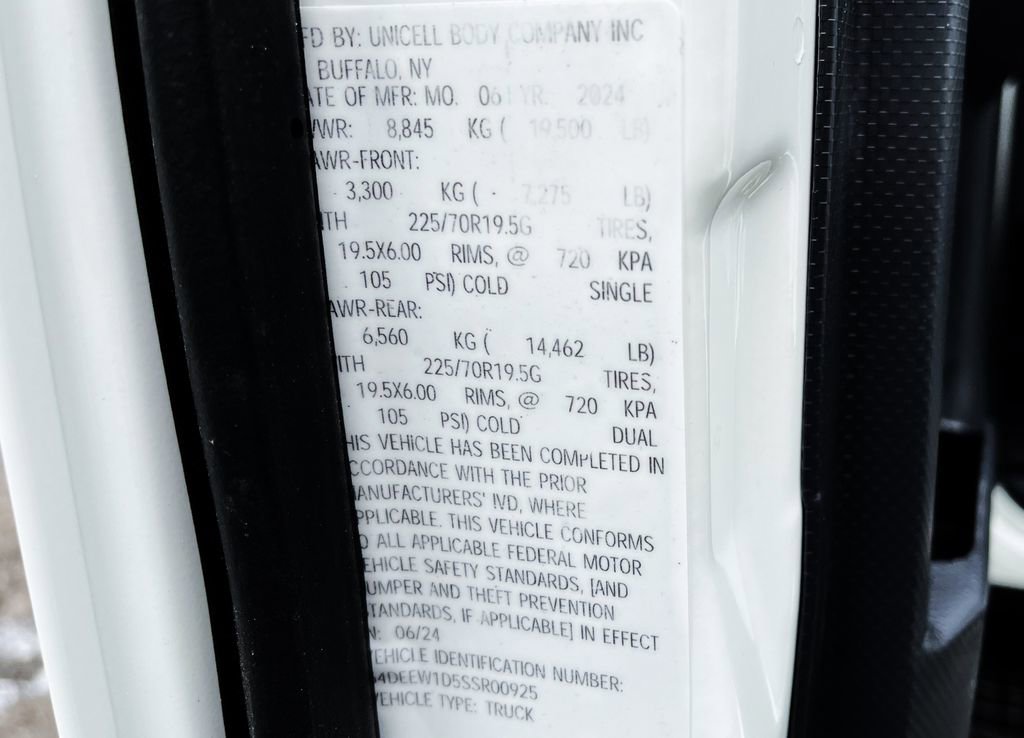 FD BY: UNICELL BODY COMPANY INC
BUFFALO, NY
ATE OF MFR: MO. 06 YR. 2024
VWR: 8,845 KG ( 19,500 LB)
AWR-FRONT:
3,300 KG ( 7,275 LB)
ITH 225/70R19.5G TIRES,
19.5X6.00 RIMS, @ 720 KPA
105 PSI) COLD SINGLE
AWR-REAR:
6,560 KG ( 14,462 LB)
ITH 225/70R19.5G TIRES,
19.5X6.00 RIMS, @ 720 KPA
105 PSI) COLD DUAL
HIS VEHICLE HAS BEEN COMPLETED IN
CCORDANCE WITH THE PRIOR
ANUFACTURERS' IVD, WHERE
PPLICABLE. THIS VEHICLE CONFORMS
O ALL APPLICABLE FEDERAL MOTOR
EHICLE SAFETY STANDARDS, [AND
UMPER AND THEFT PREVENTION
STANDARDS, IF APPLICABLE] IN EFFECT
N: 06/24
VEHICLE IDENTIFICATION NUMBER:
54DEEW1D5SSR00925
VEHICLE TYPE: TRUCK